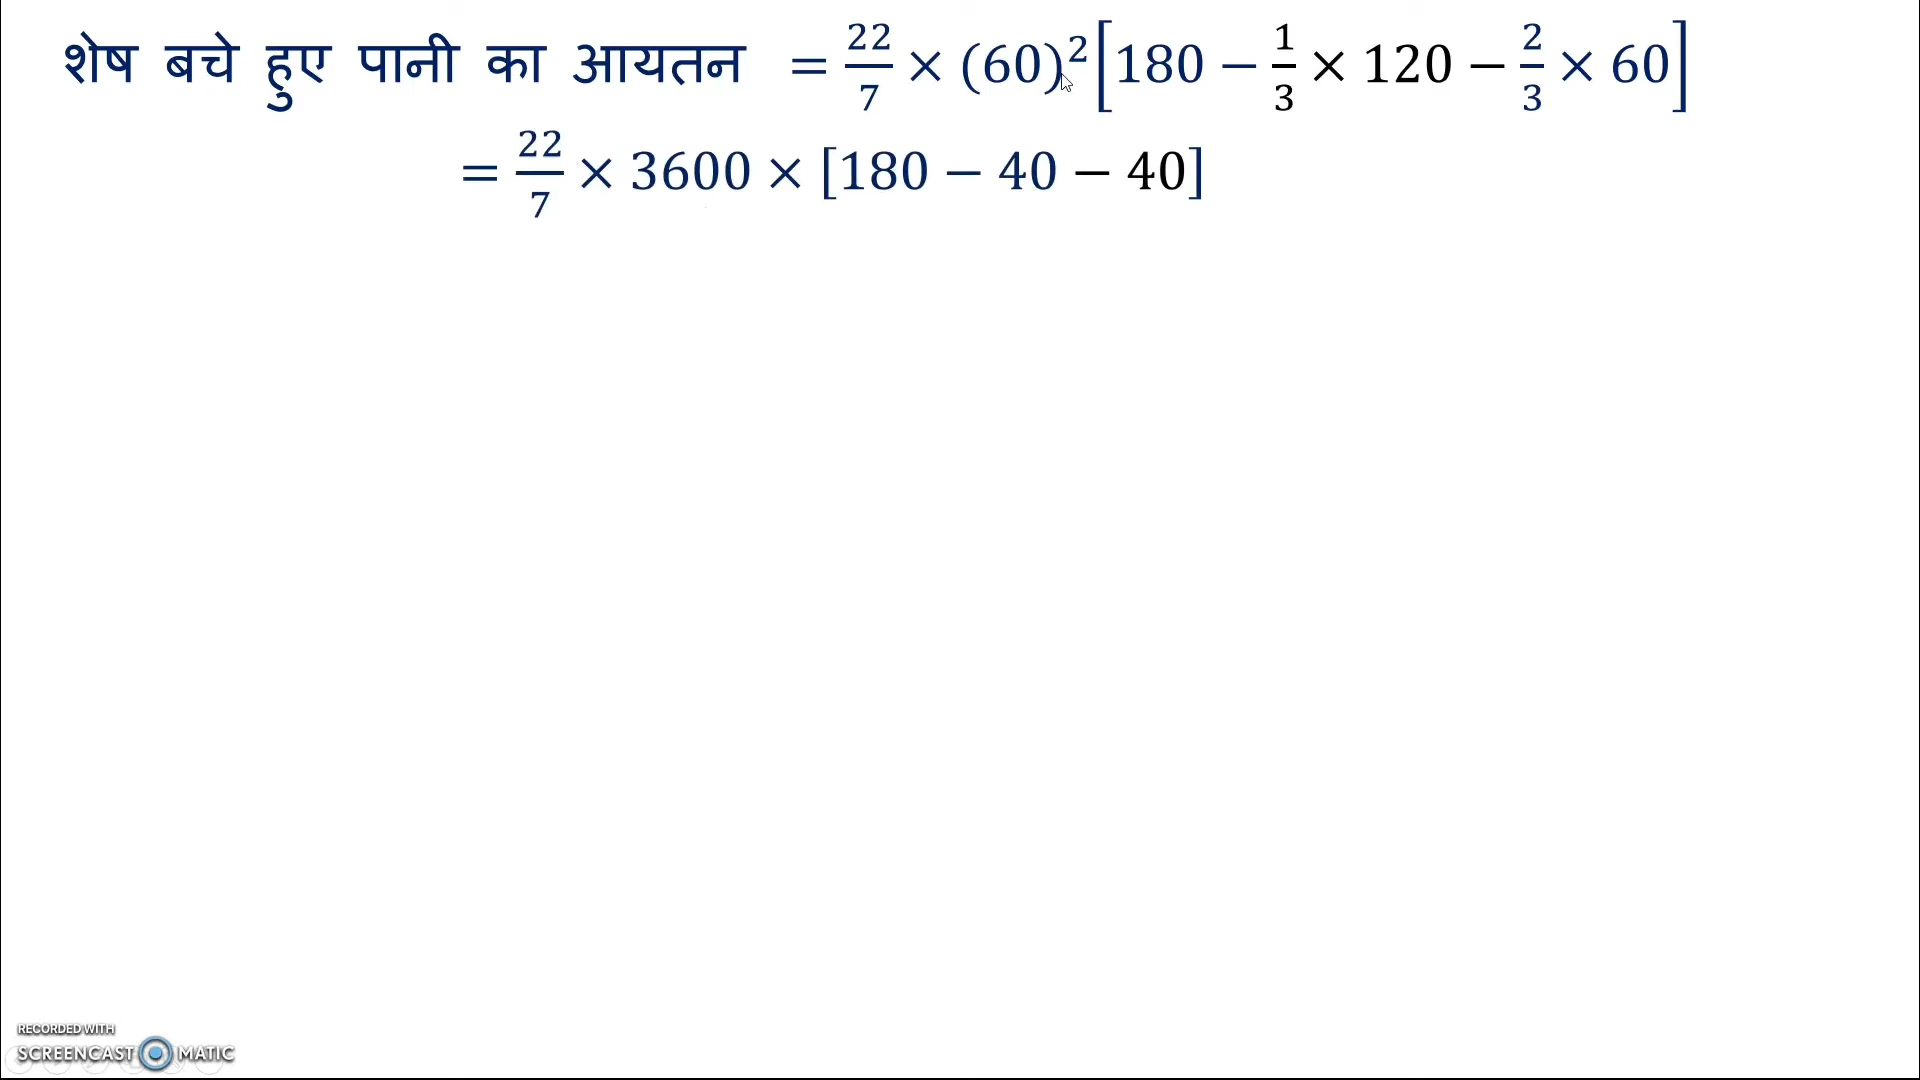 शेष बचे हुए पानी का आयतन = 22/7 × (60)² [180 − 1/3 × 120 − 2/3 × 60]
= 22/7 × 3600 × [180 − 40 − 40]
RECORDED WITH
SCREENCAST MATIC